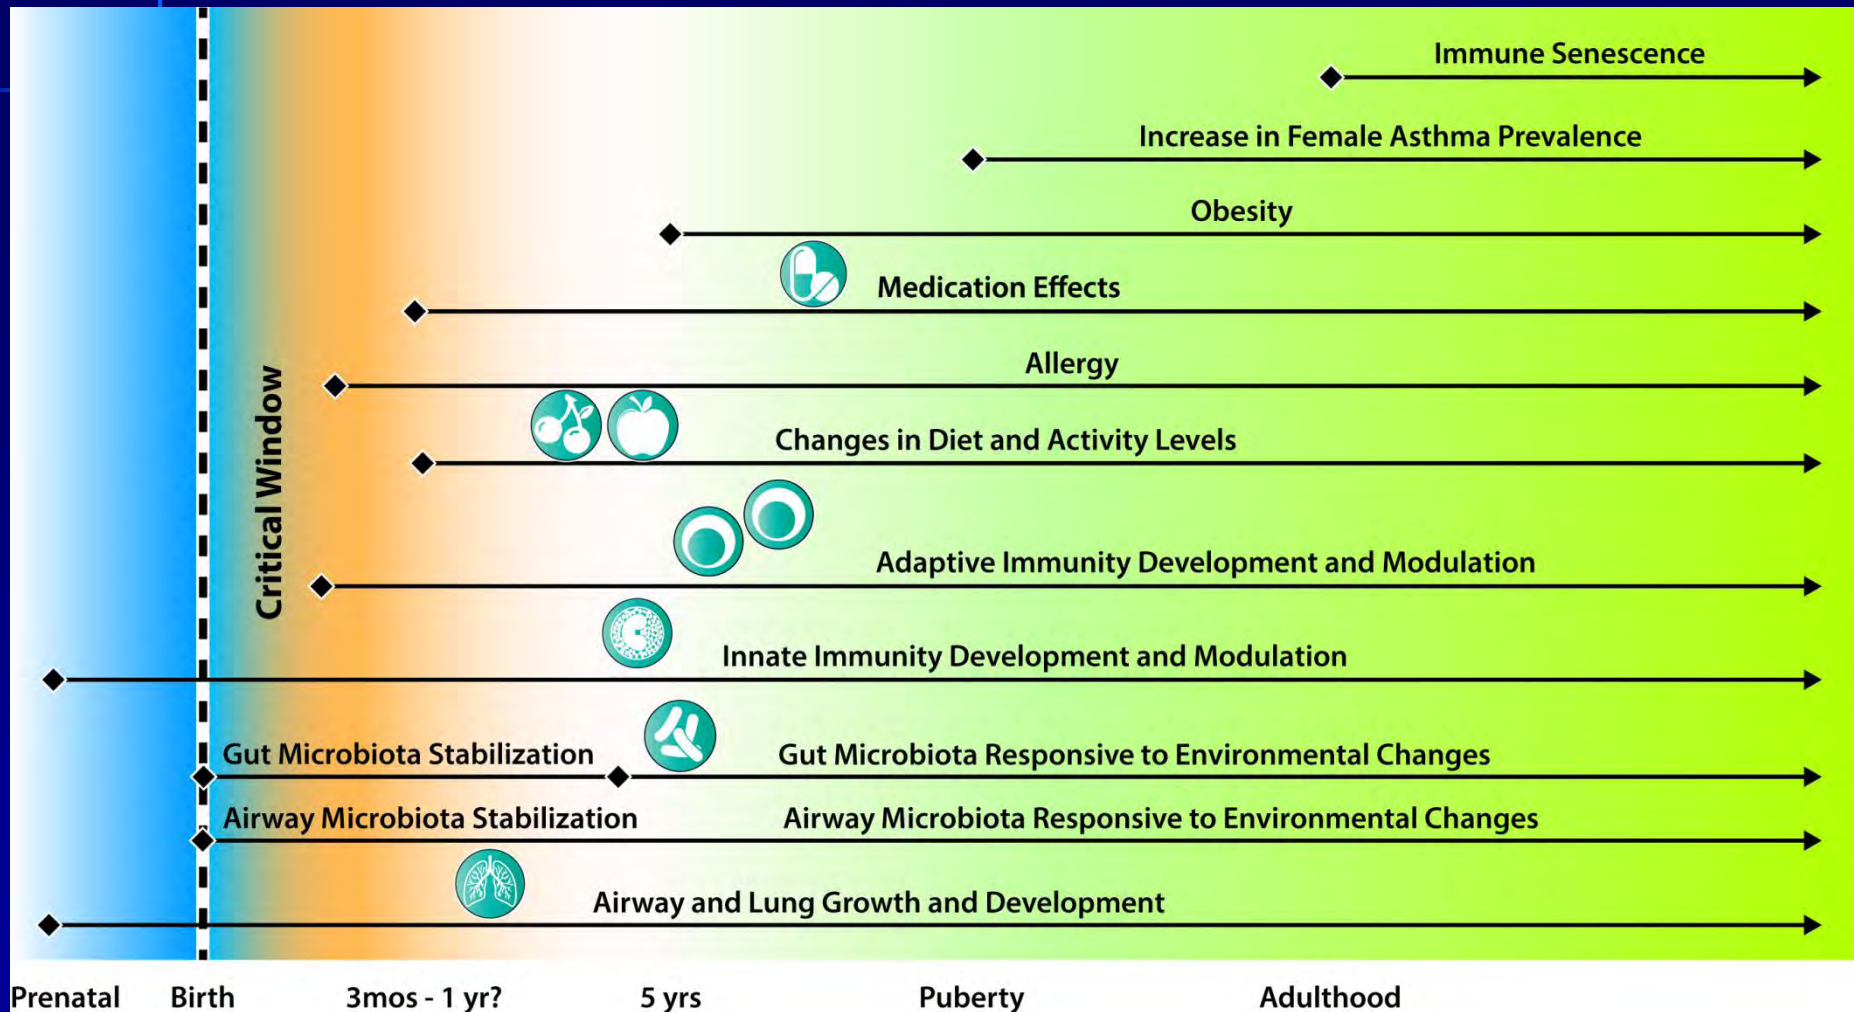 Immune Senescence
Increase in Female Asthma Prevalence
Obesity
Medication Effects
Allergy
Changes in Diet and Activity Levels
Critical Window
Adaptive Immunity Development and Modulation
Innate Immunity Development and Modulation
Gut Microbiota Stabilization
Gut Microbiota Responsive to Environmental Changes
Airway Microbiota Stabilization
Airway Microbiota Responsive to Environmental Changes
Airway and Lung Growth and Development
Prenatal
Birth
3mos - 1 yr?
5 yrs
Puberty
Adulthood